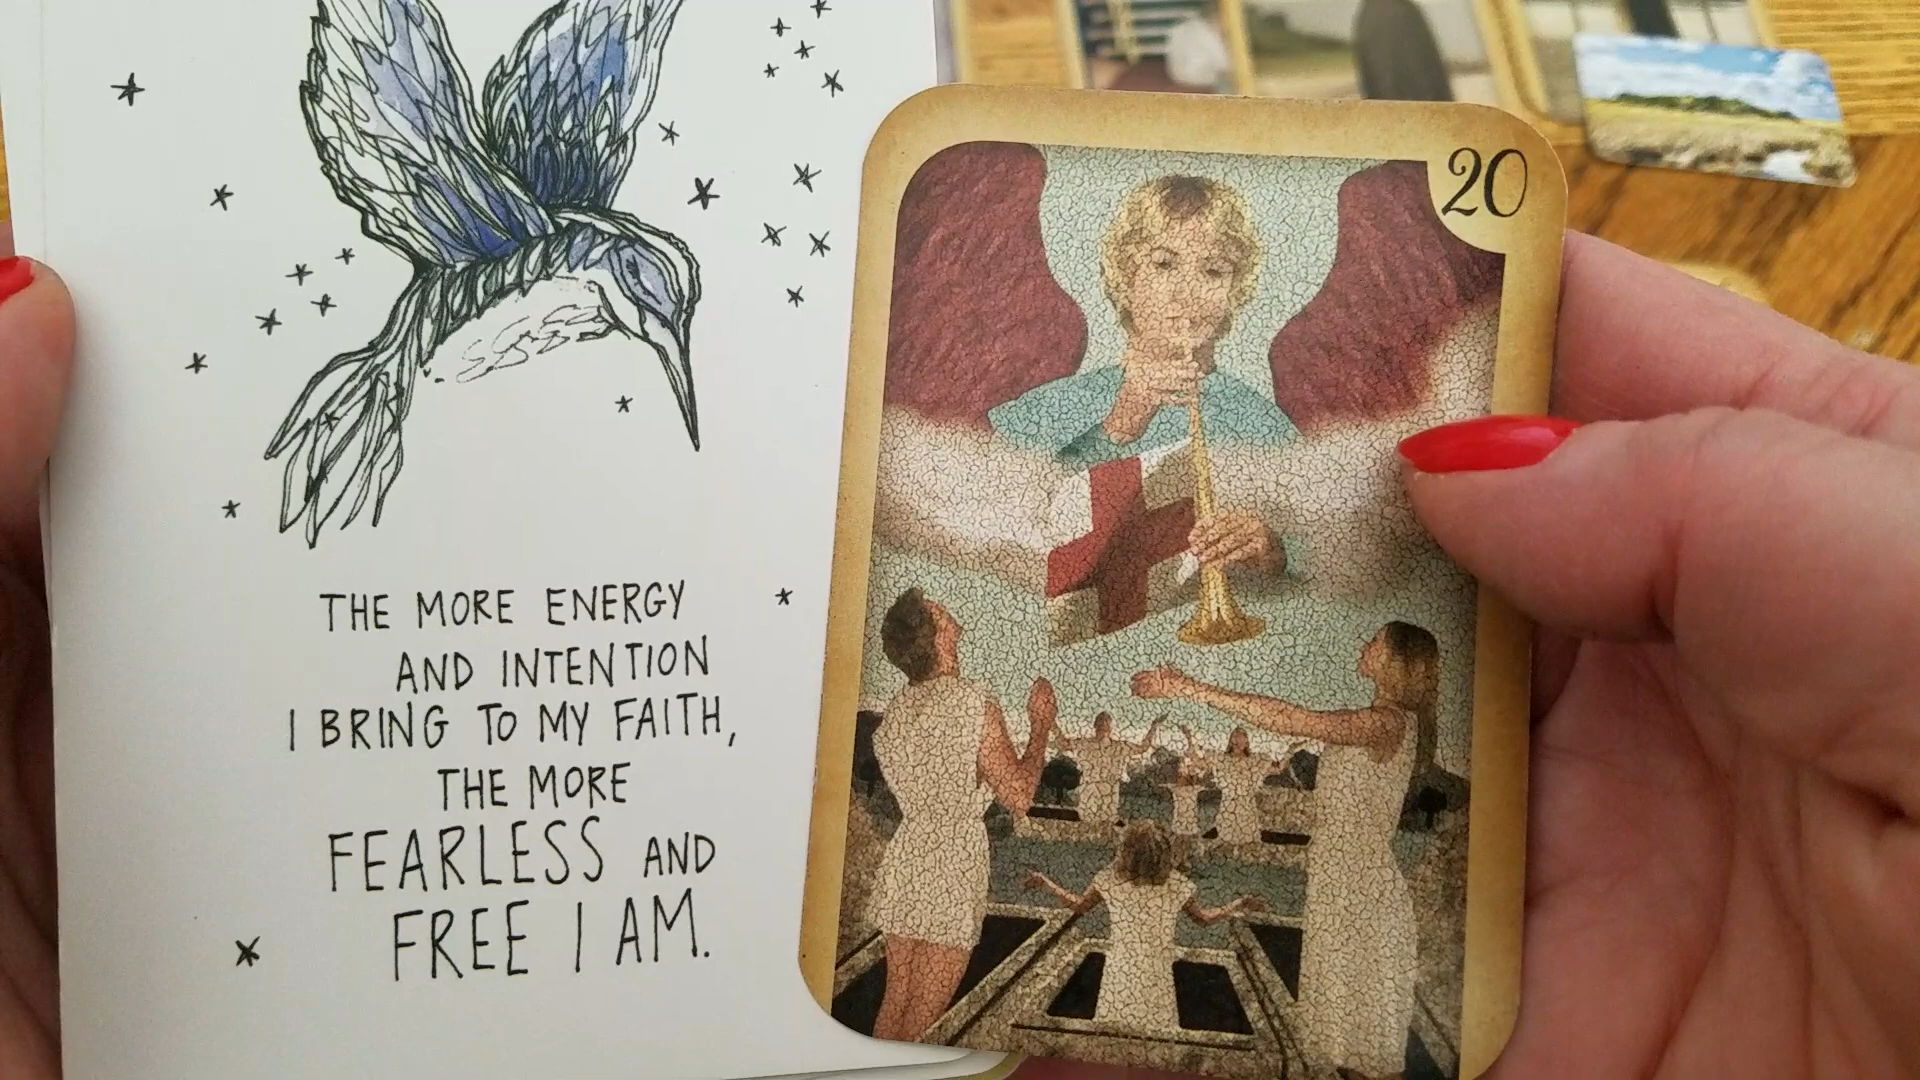 THE MORE ENERGY
AND INTENTION
I BRING TO MY FAITH,
THE MORE
FEARLESS AND
FREE I AM.
20